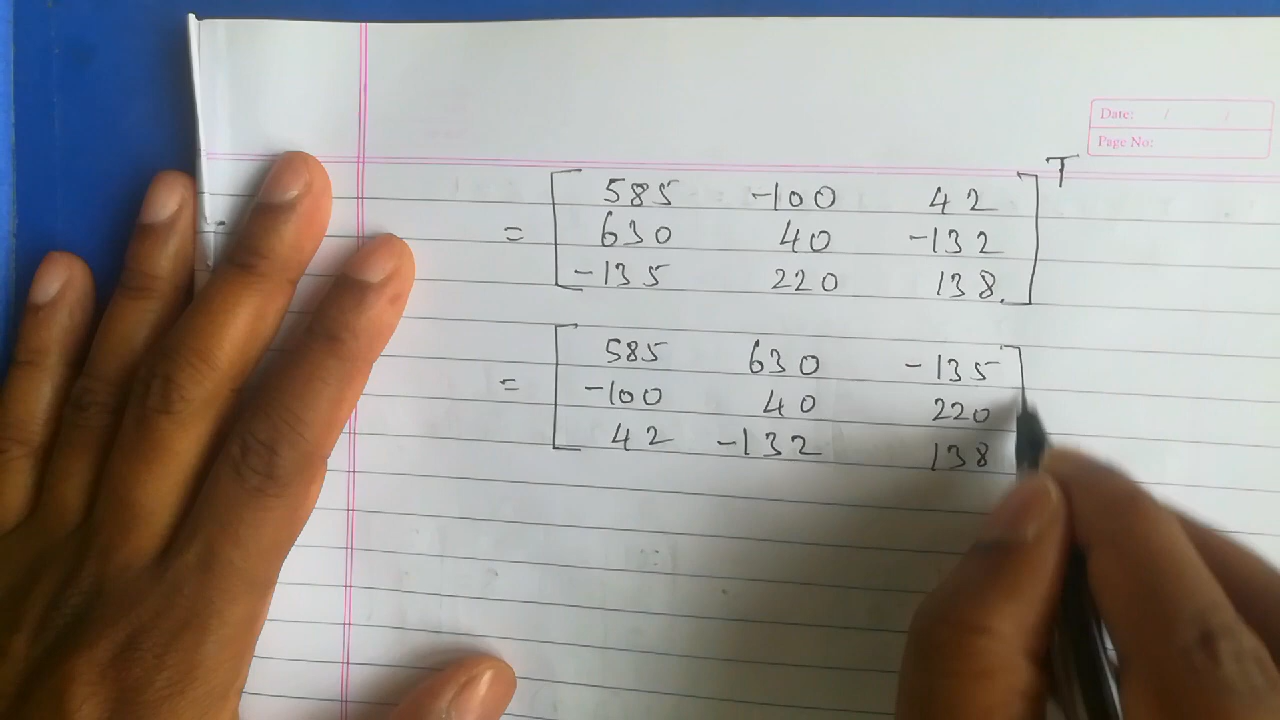 Date: / /
Page No:
T
585 -100 42
= 630 40 -132
-135 220 138.
585 630 -135
= -100 40 220
42 -132 138